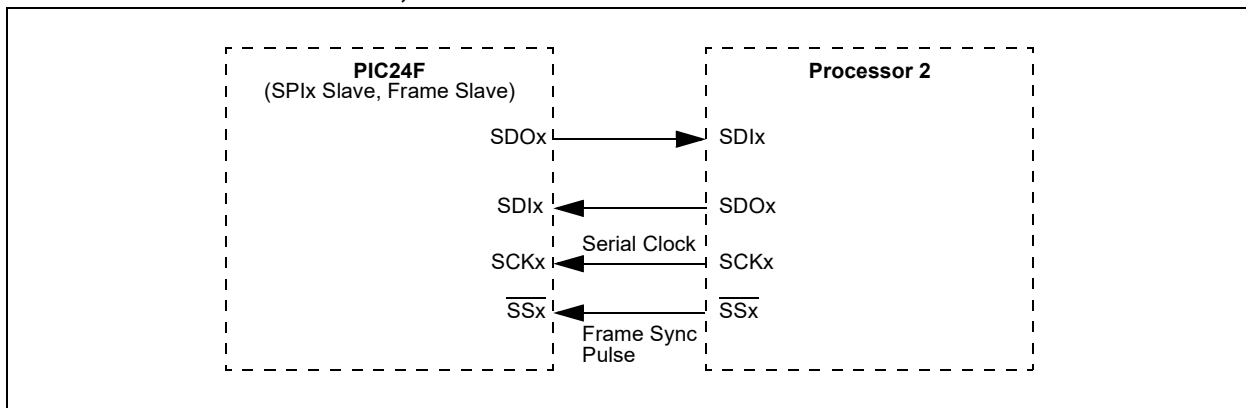 PIC24F
(SPIx Slave, Frame Slave)
Processor 2
SDOx
SDIx
SDIx
SDOx
Serial Clock
SCKx
SCKx
SSx
SSx
Frame Sync
Pulse